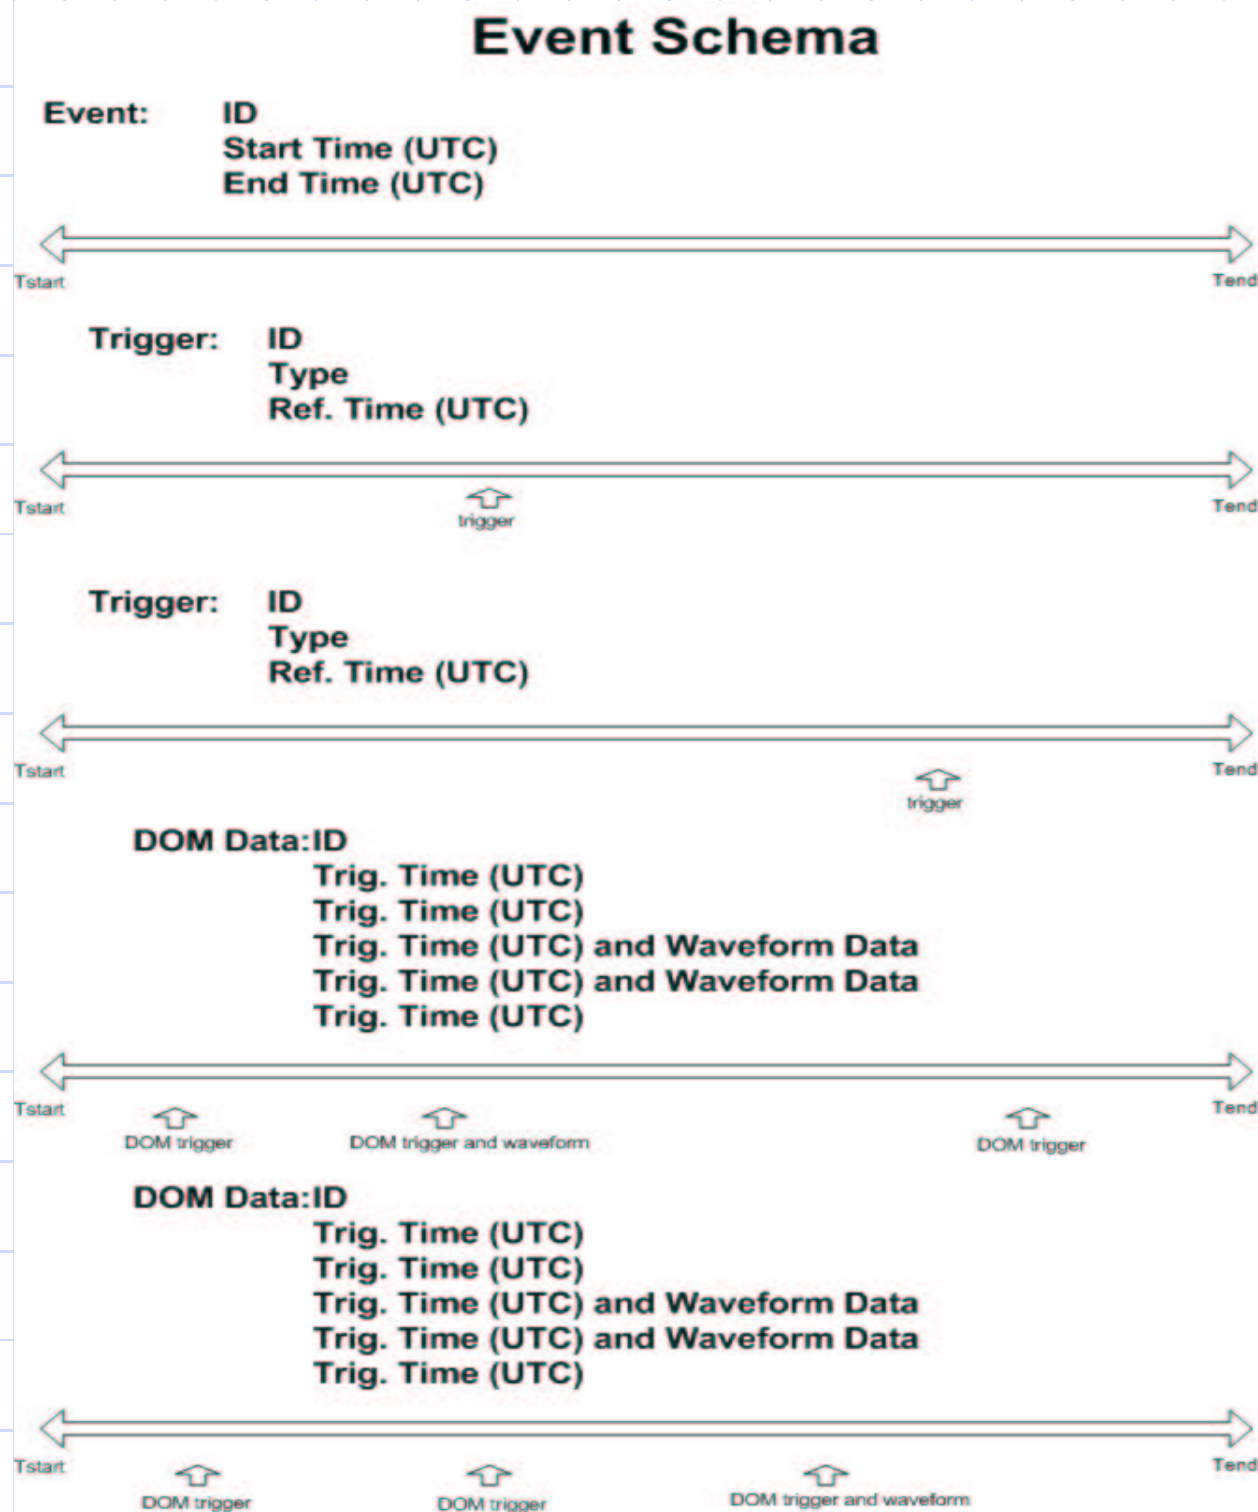 Event Schema
Event: ID
Start Time (UTC)
End Time (UTC)
Tstart Tend
Trigger: ID
Type
Ref. Time (UTC)
Tstart Tend
trigger
Trigger: ID
Type
Ref. Time (UTC)
Tstart Tend
trigger
DOM Data:ID
Trig. Time (UTC)
Trig. Time (UTC)
Trig. Time (UTC) and Waveform Data
Trig. Time (UTC) and Waveform Data
Trig. Time (UTC)
Tstart Tend
DOM trigger DOM trigger and waveform DOM trigger
DOM Data:ID
Trig. Time (UTC)
Trig. Time (UTC)
Trig. Time (UTC) and Waveform Data
Trig. Time (UTC) and Waveform Data
Trig. Time (UTC)
Tstart Tend
DOM trigger DOM trigger DOM trigger and waveform